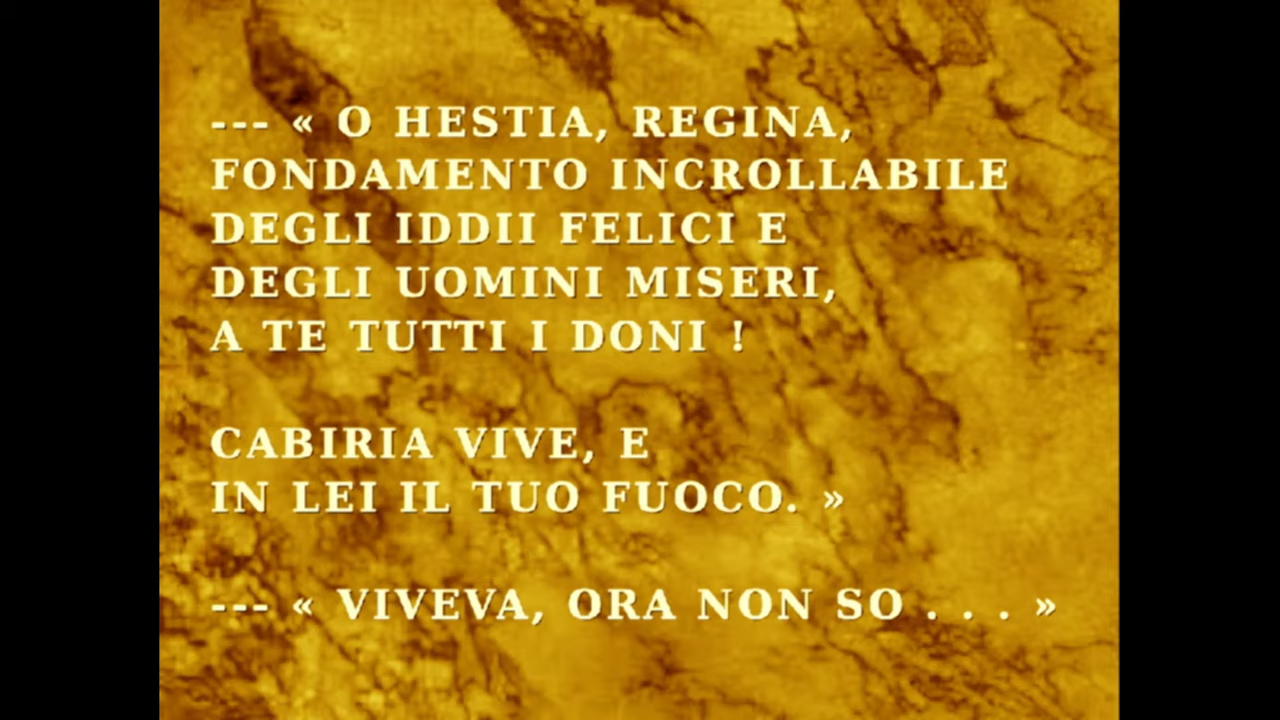 --- « O HESTIA, REGINA,
FONDAMENTO INCROLLABILE
DEGLI IDDII FELICI E
DEGLI UOMINI MISERI,
A TE TUTTI I DONI !
CABIRIA VIVE, E
IN LEI IL TUO FUOCO. »
--- « VIVEVA, ORA NON SO . . . »